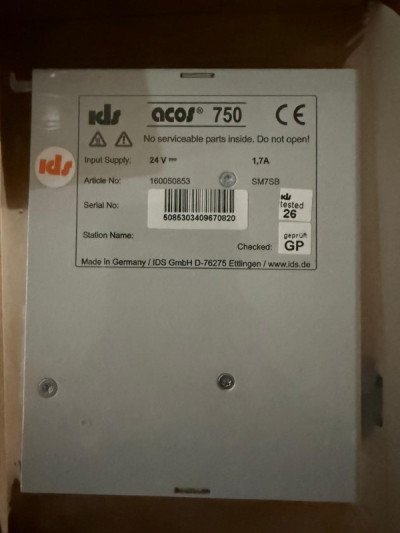 ids acos® 750 CE
No serviceable parts inside. Do not open!
ids
Input Supply: 24 V⎓ 1,7A
Article No: 160050853 SM7SB
Serial No:
5085303409670820
ids
tested
26
Station Name:
Checked:
geprüft
GP
Made in Germany / IDS GmbH D-76275 Ettlingen / www.ids.de